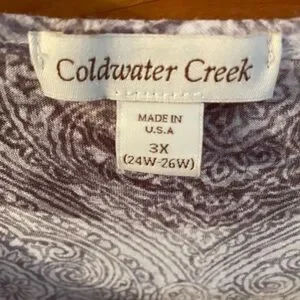 Coldwater Creek
MADE IN
U.S.A
3X
(24W-26W)